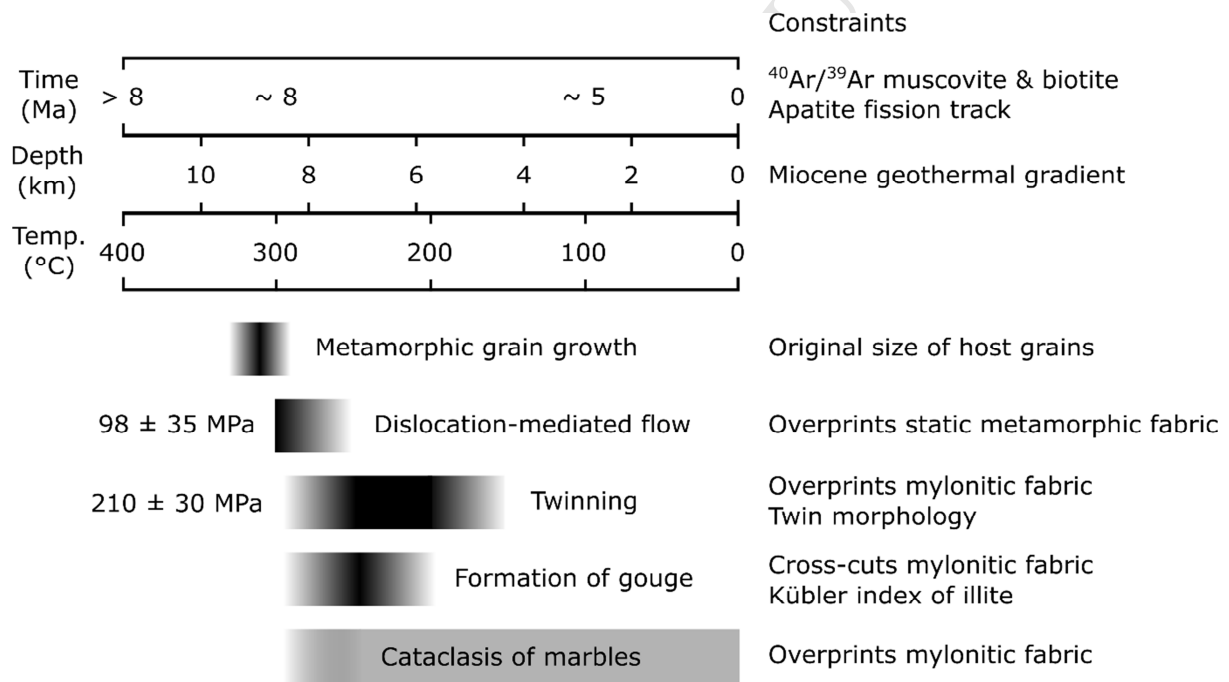 Constraints
Time
(Ma)
> 8 ~ 8 ~ 5 0
⁴⁰Ar/³⁹Ar muscovite & biotite
Apatite fission track
Depth
(km)
10 8 6 4 2 0
Miocene geothermal gradient
Temp.
(°C)
400 300 200 100 0
Metamorphic grain growth
Original size of host grains
98 ± 35 MPa
Dislocation-mediated flow
Overprints static metamorphic fabric
210 ± 30 MPa
Twinning
Overprints mylonitic fabric
Twin morphology
Formation of gouge
Cross-cuts mylonitic fabric
Kübler index of illite
Cataclasis of marbles
Overprints mylonitic fabric